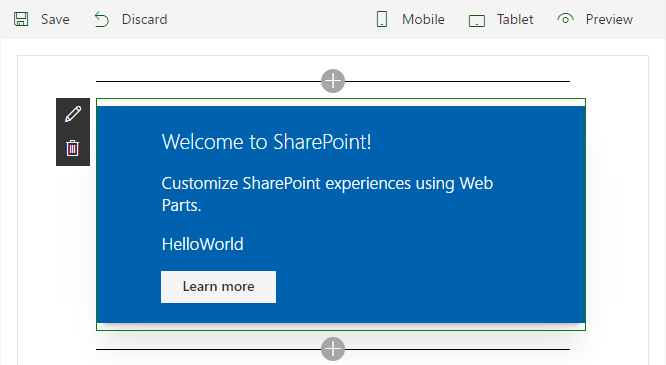 Save Discard Mobile Tablet Preview
Welcome to SharePoint!
Customize SharePoint experiences using Web
Parts.
HelloWorld
Learn more